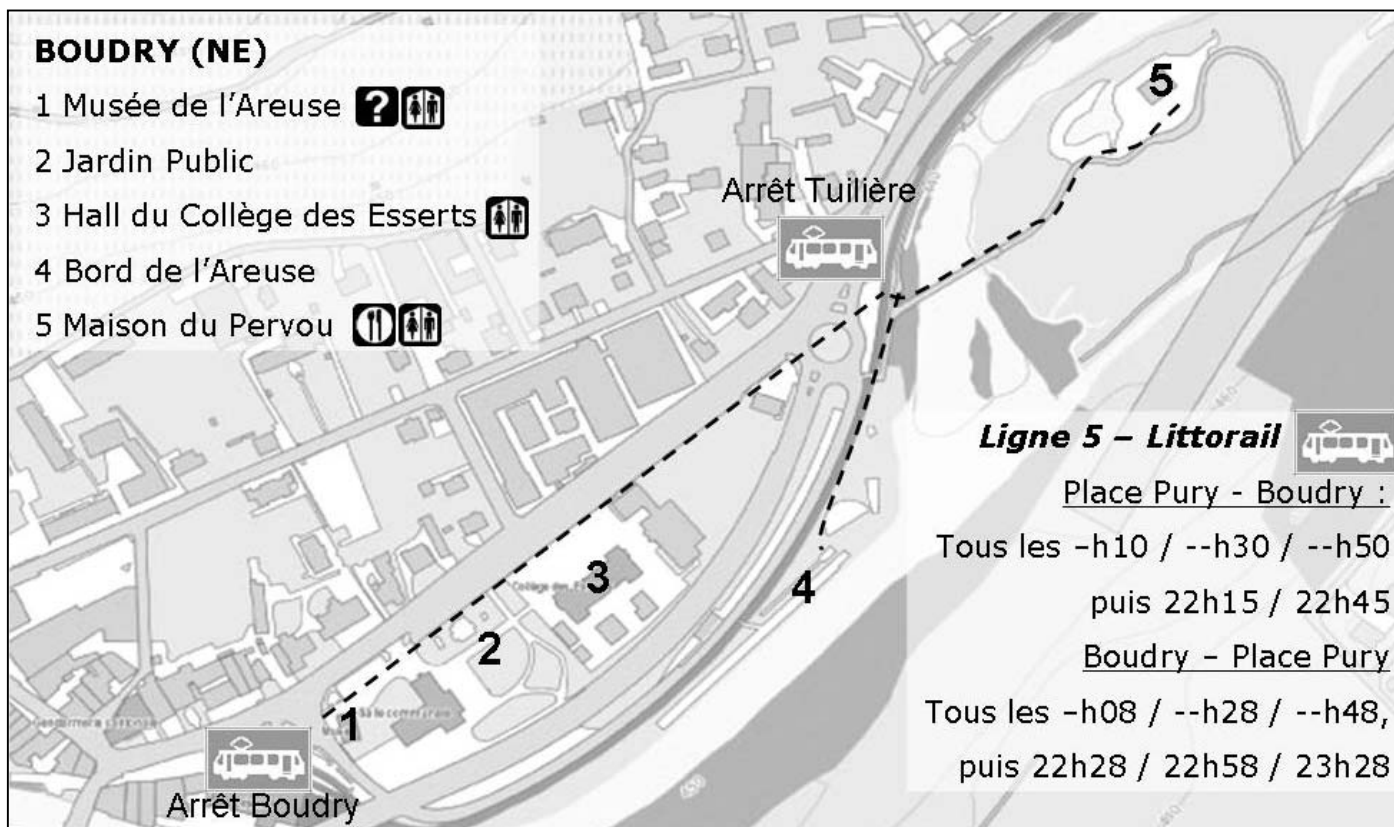 BOUDRY (NE)
1 Musée de l'Areuse ?
2 Jardin Public
3 Hall du Collège des Esserts
4 Bord de l'Areuse
5 Maison du Pervou
Arrêt Tuilière
5
3
2
4
1
Arrêt Boudry
Ligne 5 – Littorail
Place Pury - Boudry :
Tous les –h10 / --h30 / --h50
puis 22h15 / 22h45
Boudry – Place Pury
Tous les –h08 / --h28 / --h48,
puis 22h28 / 22h58 / 23h28